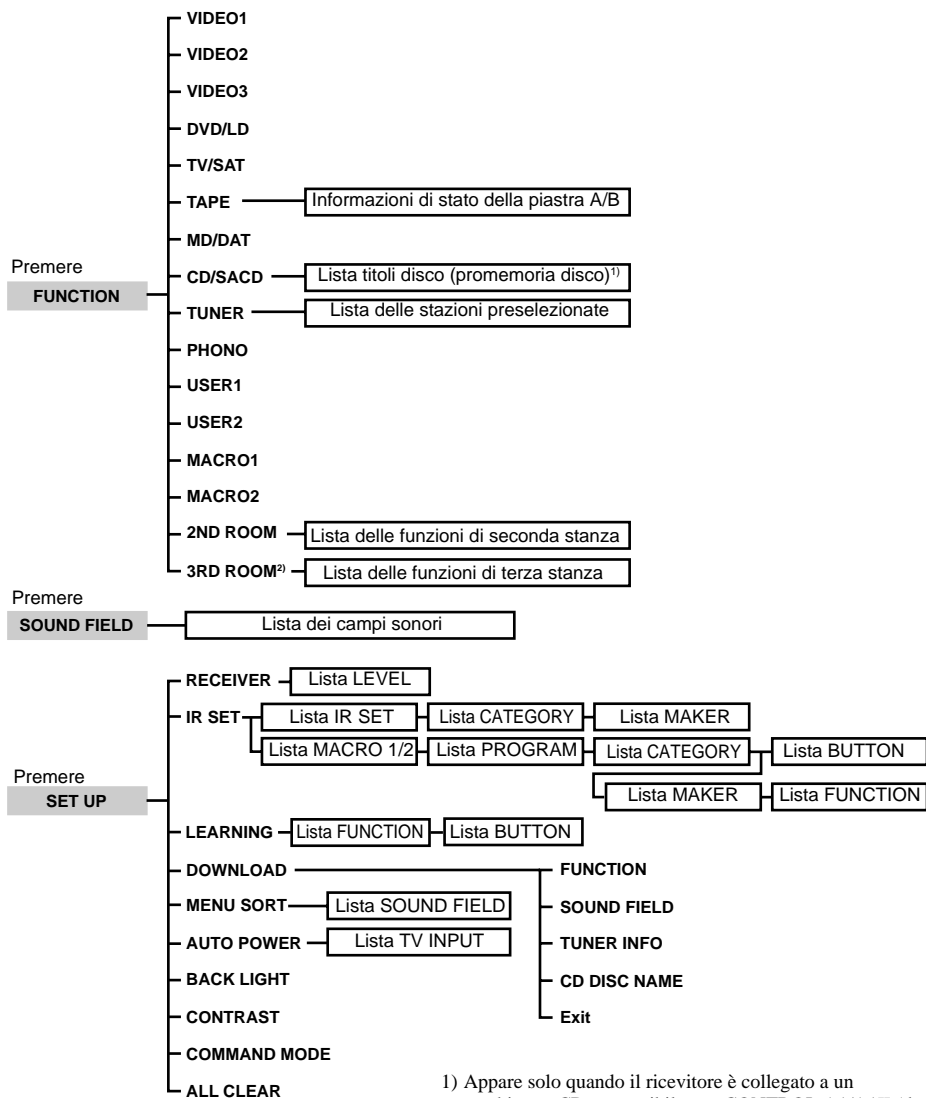 VIDEO1
VIDEO2
VIDEO3
DVD/LD
TV/SAT
TAPE Informazioni di stato della piastra A/B
MD/DAT
Premere
FUNCTION
CD/SACD Lista titoli disco (promemoria disco)1)
TUNER Lista delle stazioni preselezionate
PHONO
USER1
USER2
MACRO1
MACRO2
2ND ROOM Lista delle funzioni di seconda stanza
3RD ROOM2) Lista delle funzioni di terza stanza
Premere
SOUND FIELD Lista dei campi sonori
Premere
SET UP
RECEIVER Lista LEVEL
IR SET Lista IR SET Lista CATEGORY Lista MAKER
Lista MACRO 1/2 Lista PROGRAM Lista CATEGORY Lista BUTTON
Lista MAKER Lista FUNCTION
LEARNING Lista FUNCTION Lista BUTTON
DOWNLOAD FUNCTION
MENU SORT Lista SOUND FIELD SOUND FIELD
AUTO POWER Lista TV INPUT TUNER INFO
BACK LIGHT CD DISC NAME
CONTRAST Exit
COMMAND MODE
ALL CLEAR
1) Appare solo quando il ricevitore è collegato a un